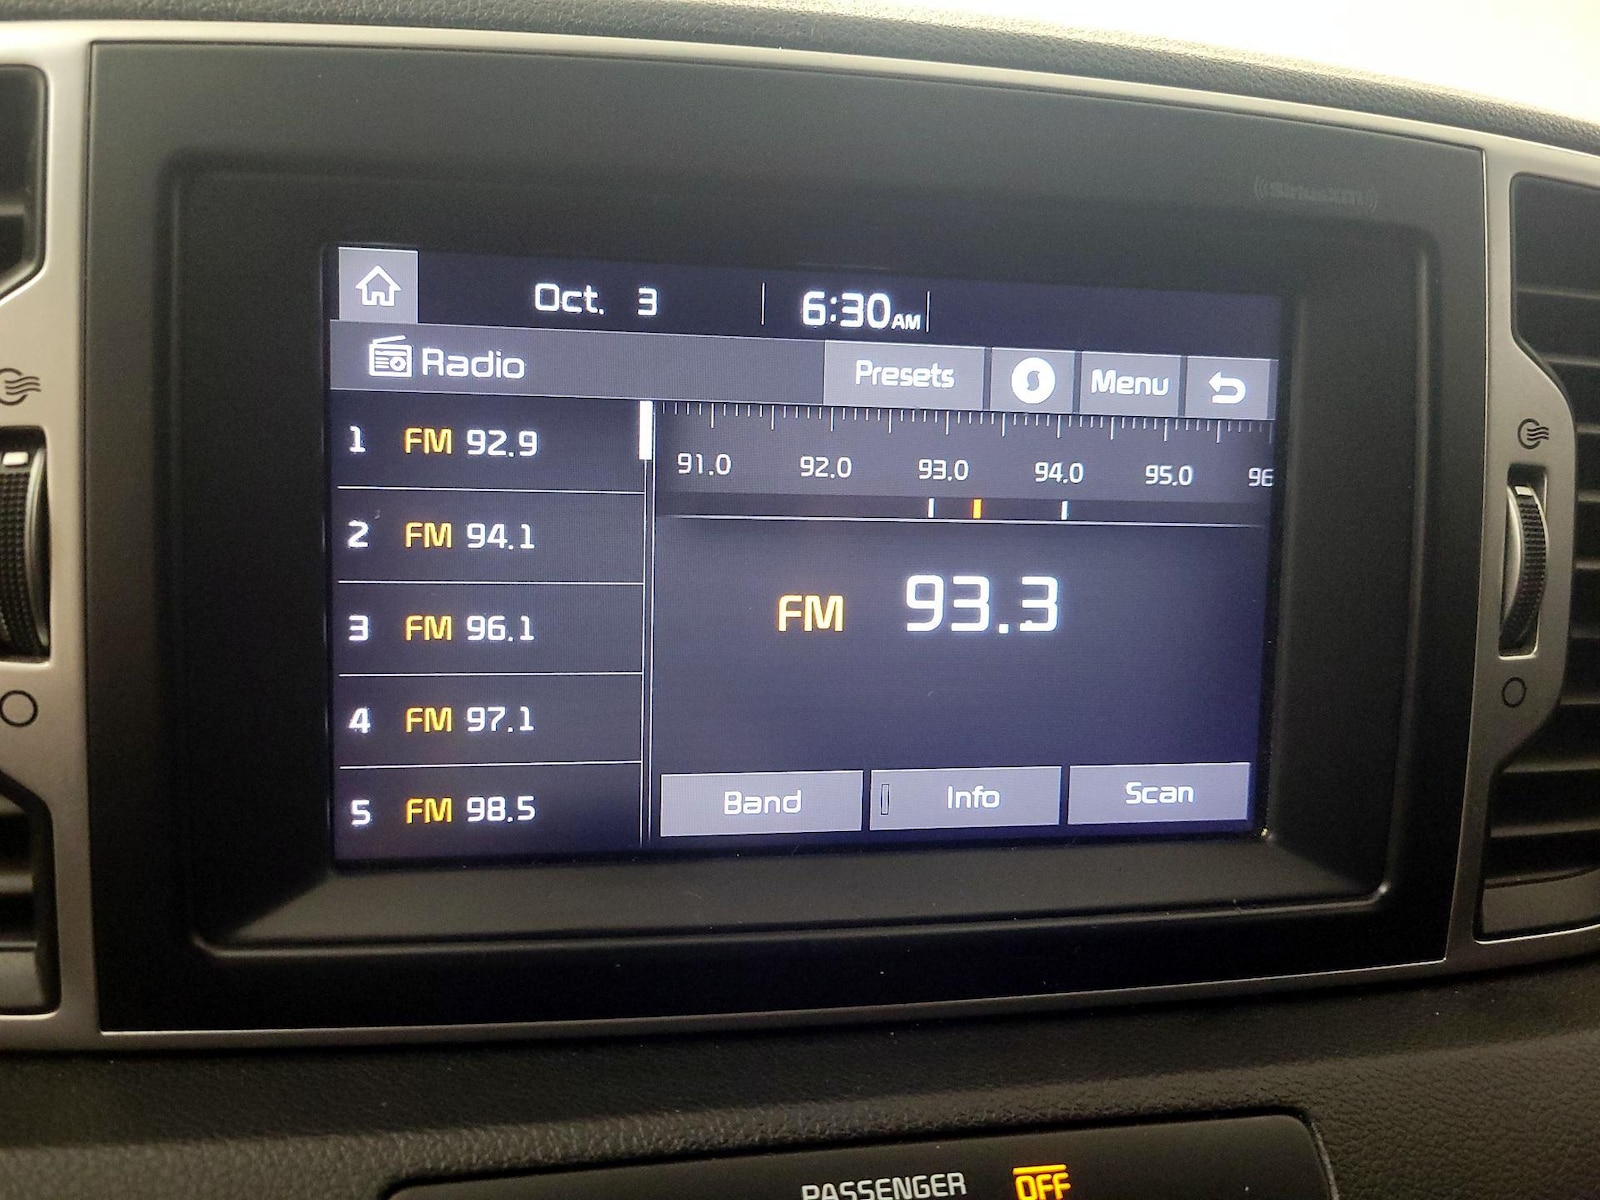 SiriusXM
Oct. 3 6:30AM
Radio Presets Menu
1 FM 92.9
2 FM 94.1
3 FM 96.1
4 FM 97.1
5 FM 98.5
91.0 92.0 93.0 94.0 95.0 96
FM 93.3
Band Info Scan
PASSENGER OFF